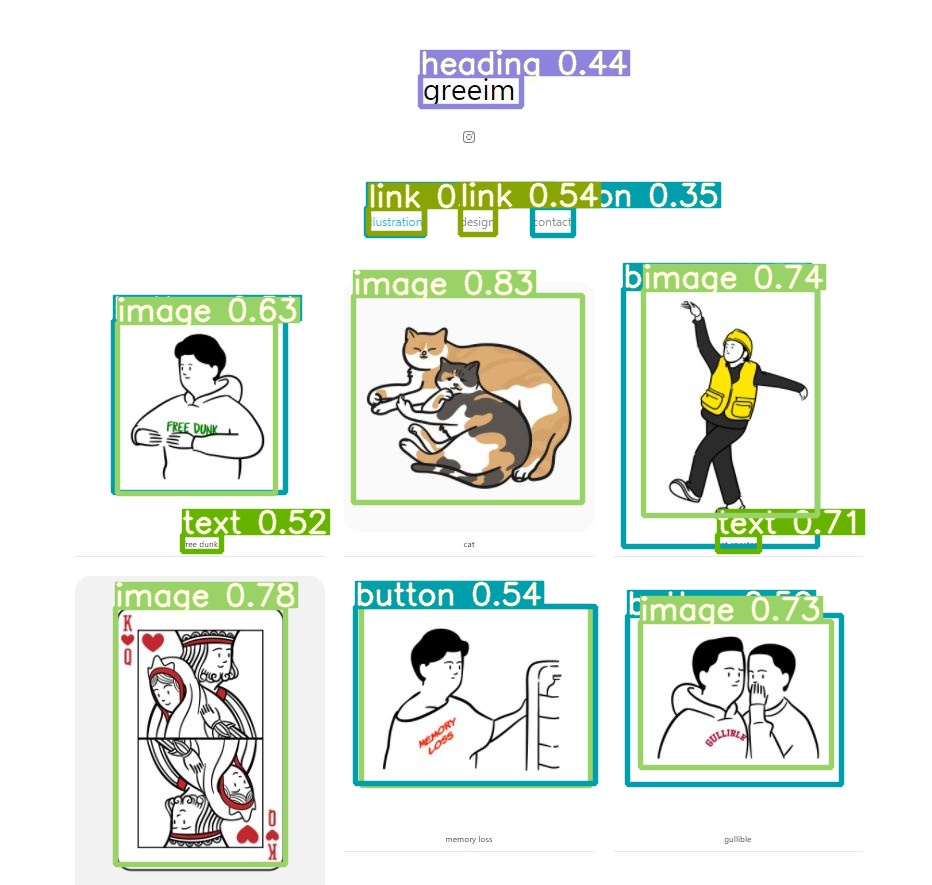 heading 0.44
greeim
link 0. link 0.54 on 0.35
illustration design contact
image 0.63 image 0.83 b image 0.74
FREE DUNK
text 0.52 text 0.71
free dunk cat
image 0.78 button 0.54 image 0.73
K
Q
MEMORY
LOSS
GULLIBLE
Q
K
memory loss gullible